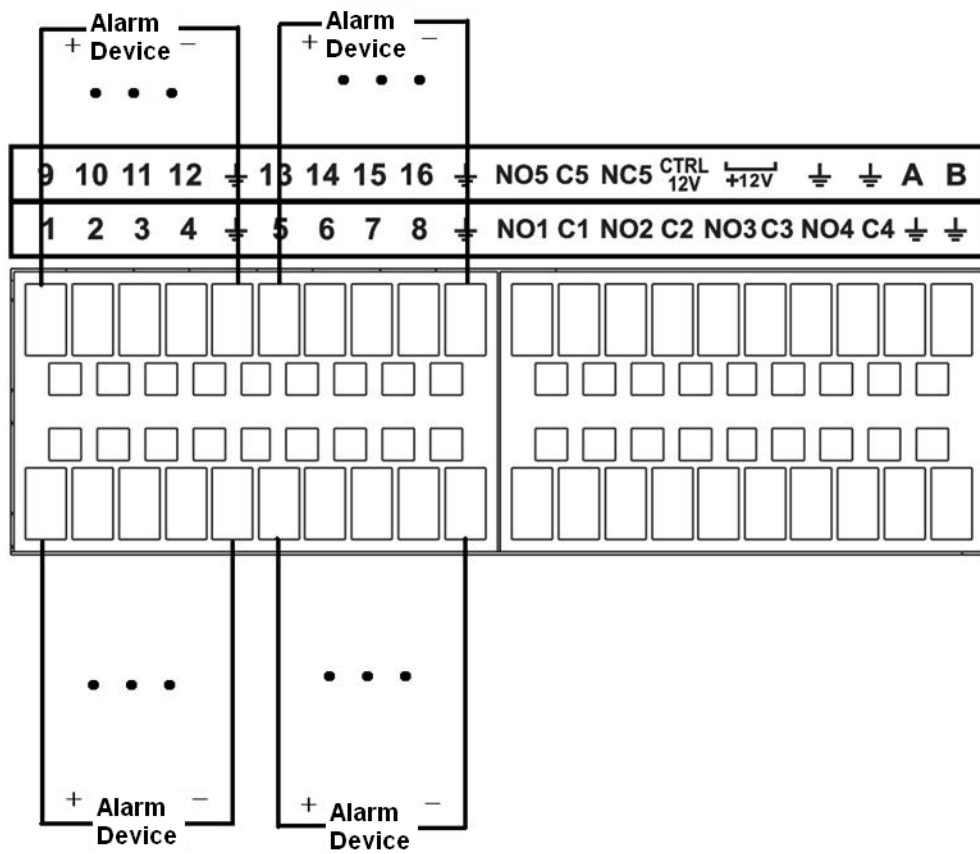 Alarm
Device
+ −
Alarm
Device
+ −
9 10 11 12 ⏚ 13 14 15 16 ⏚ NO5 C5 NC5 CTRL 12V +12V ⏚ ⏚ A B
1 2 3 4 ⏚ 5 6 7 8 ⏚ NO1 C1 NO2 C2 NO3 C3 NO4 C4 ⏚ ⏚
+ −
Alarm
Device
+ −
Alarm
Device